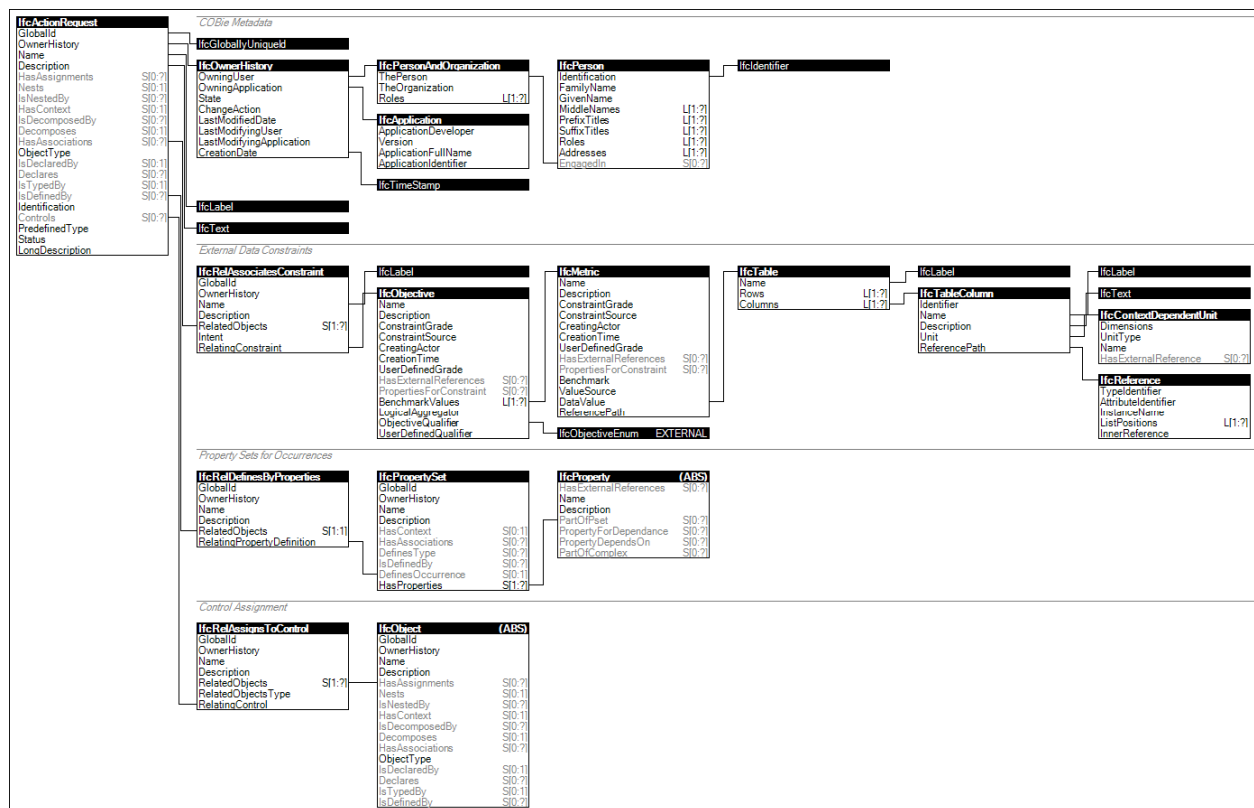 COBie Metadata
IfcActionRequest
GlobalId
OwnerHistory
Name
Description
HasAssignments S[0:?]
Nests S[0:1]
IsNestedBy S[0:?]
HasContext S[0:1]
IsDecomposedBy S[0:?]
Decomposes S[0:1]
HasAssociations S[0:?]
ObjectType
IsDeclaredBy S[0:1]
Declares S[0:?]
IsTypedBy S[0:1]
IsDefinedBy S[0:?]
Identification
Controls S[0:?]
PredefinedType
Status
LongDescription
IfcGloballyUniqueId
IfcOwnerHistory
OwningUser
OwningApplication
State
ChangeAction
LastModifiedDate
LastModifyingUser
LastModifyingApplication
CreationDate
IfcLabel
IfcText
IfcPersonAndOrganization
ThePerson
TheOrganization
Roles L[1:?]
IfcApplication
ApplicationDeveloper
Version
ApplicationFullName
ApplicationIdentifier
IfcTimeStamp
IfcPerson
Identification
FamilyName
GivenName
MiddleNames L[1:?]
PrefixTitles L[1:?]
SuffixTitles L[1:?]
Roles L[1:?]
Addresses L[1:?]
EngagedIn S[0:?]
IfcIdentifier
External Data Constraints
IfcRelAssociatesConstraint
GlobalId
OwnerHistory
Name
Description
RelatedObjects S[1:?]
Intent
RelatingConstraint
IfcLabel
IfcObjective
Name
Description
ConstraintGrade
ConstraintSource
CreatingActor
CreationTime
UserDefinedGrade
HasExternalReferences S[0:?]
PropertiesForConstraint S[0:?]
BenchmarkValues L[1:?]
LogicalAggregator
ObjectiveQualifier
UserDefinedQualifier
IfcMetric
Name
Description
ConstraintGrade
ConstraintSource
CreatingActor
CreationTime
UserDefinedGrade
HasExternalReferences S[0:?]
PropertiesForConstraint S[0:?]
Benchmark
ValueSource
DataValue
ReferencePath
IfcObjectiveEnum EXTERNAL
IfcTable
Name
Rows L[1:?]
Columns L[1:?]
IfcLabel
IfcTableColumn
Identifier
Name
Description
Unit
ReferencePath
IfcLabel
IfcText
IfcContextDependentUnit
Dimensions
UnitType
Name
HasExternalReference S[0:?]
IfcReference
TypeIdentifier
AttributeIdentifier
InstanceName
ListPositions L[1:?]
InnerReference
Property Sets for Occurrences
IfcRelDefinesByProperties
GlobalId
OwnerHistory
Name
Description
RelatedObjects S[1:1]
RelatingPropertyDefinition
IfcPropertySet
GlobalId
OwnerHistory
Name
Description
HasContext S[0:1]
HasAssociations S[0:?]
DefinesType S[0:?]
IsDefinedBy S[0:?]
DefinesOccurrence S[0:1]
HasProperties S[1:?]
IfcProperty (ABS)
HasExternalReferences S[0:?]
Name
Description
PartOfPset S[0:?]
PropertyForDependance S[0:?]
PropertyDependsOn S[0:?]
PartOfComplex S[0:?]
Control Assignment
IfcRelAssignsToControl
GlobalId
OwnerHistory
Name
Description
RelatedObjects S[1:?]
RelatedObjectsType
RelatingControl
IfcObject (ABS)
GlobalId
OwnerHistory
Name
Description
HasAssignments S[0:?]
Nests S[0:1]
IsNestedBy S[0:?]
HasContext S[0:1]
IsDecomposedBy S[0:?]
Decomposes S[0:1]
HasAssociations S[0:?]
ObjectType
IsDeclaredBy S[0:1]
Declares S[0:?]
IsTypedBy S[0:1]
IsDefinedBy S[0:?]